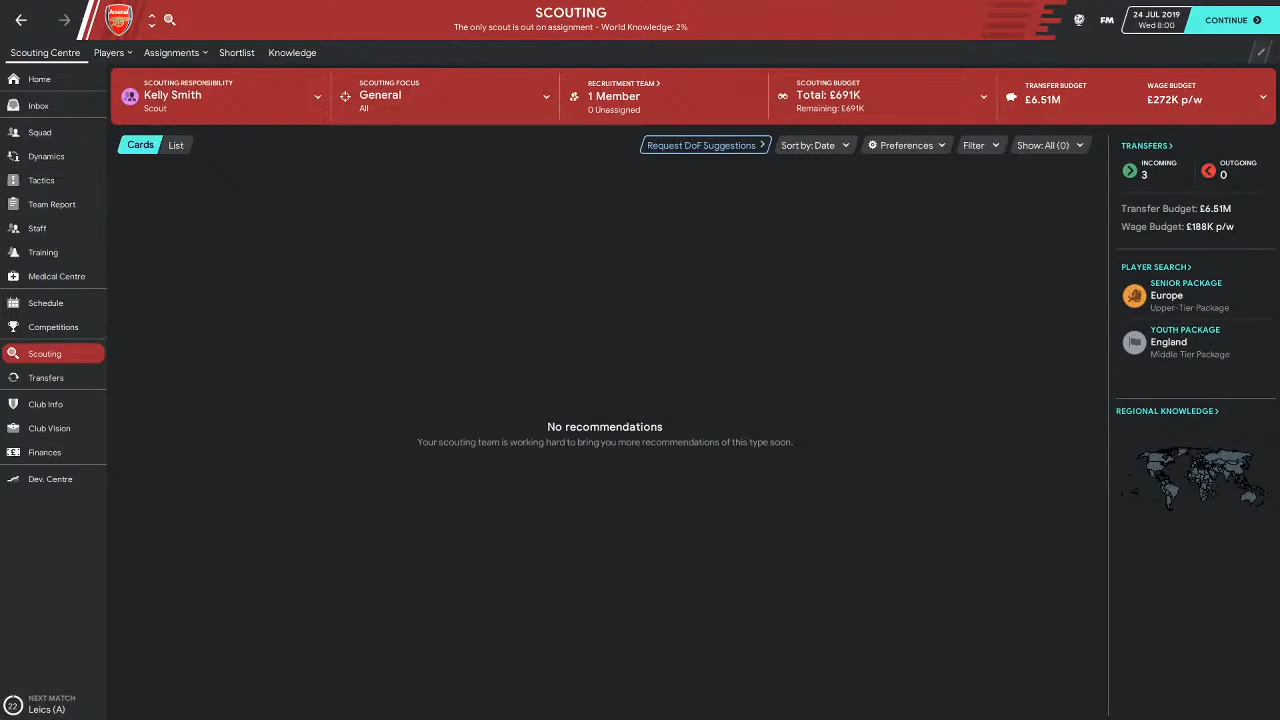 SCOUTING
The only scout is out on assignment - World Knowledge: 2%
FM
24 JUL 2019
Wed 8:00
CONTINUE
Arsenal
Scouting Centre
Players
Assignments
Shortlist
Knowledge
Home
Inbox
Squad
Dynamics
Tactics
Team Report
Staff
Training
Medical Centre
Schedule
Competitions
Scouting
Transfers
Club Info
Club Vision
Finances
Dev. Centre
22
NEXT MATCH
Leics (A)
SCOUTING RESPONSIBILITY
Kelly Smith
Scout
SCOUTING FOCUS
General
All
RECRUITMENT TEAM >
1 Member
0 Unassigned
SCOUTING BUDGET
Total: £691K
Remaining: £691K
TRANSFER BUDGET
£6.51M
WAGE BUDGET
£272K p/w
Cards
List
Request DoF Suggestions >
Sort by: Date
Preferences
Filter
Show: All (0)
No recommendations
Your scouting team is working hard to bring you more recommendations of this type soon.
TRANSFERS >
INCOMING
3
OUTGOING
0
Transfer Budget: £6.51M
Wage Budget: £188K p/w
PLAYER SEARCH >
SENIOR PACKAGE
Europe
Upper-Tier Package
YOUTH PACKAGE
England
Middle Tier Package
REGIONAL KNOWLEDGE >